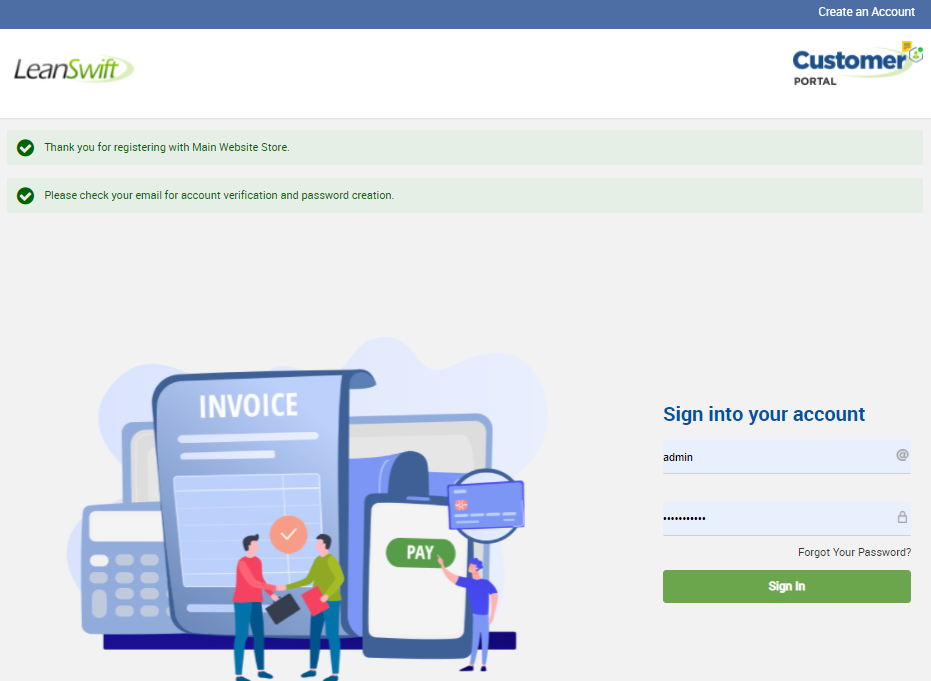 Create an Account
LeanSwift
Customer
PORTAL
Thank you for registering with Main Website Store.
Please check your email for account verification and password creation.
INVOICE
PAY
Sign into your account
admin
@
•••••••••••
Forgot Your Password?
Sign In